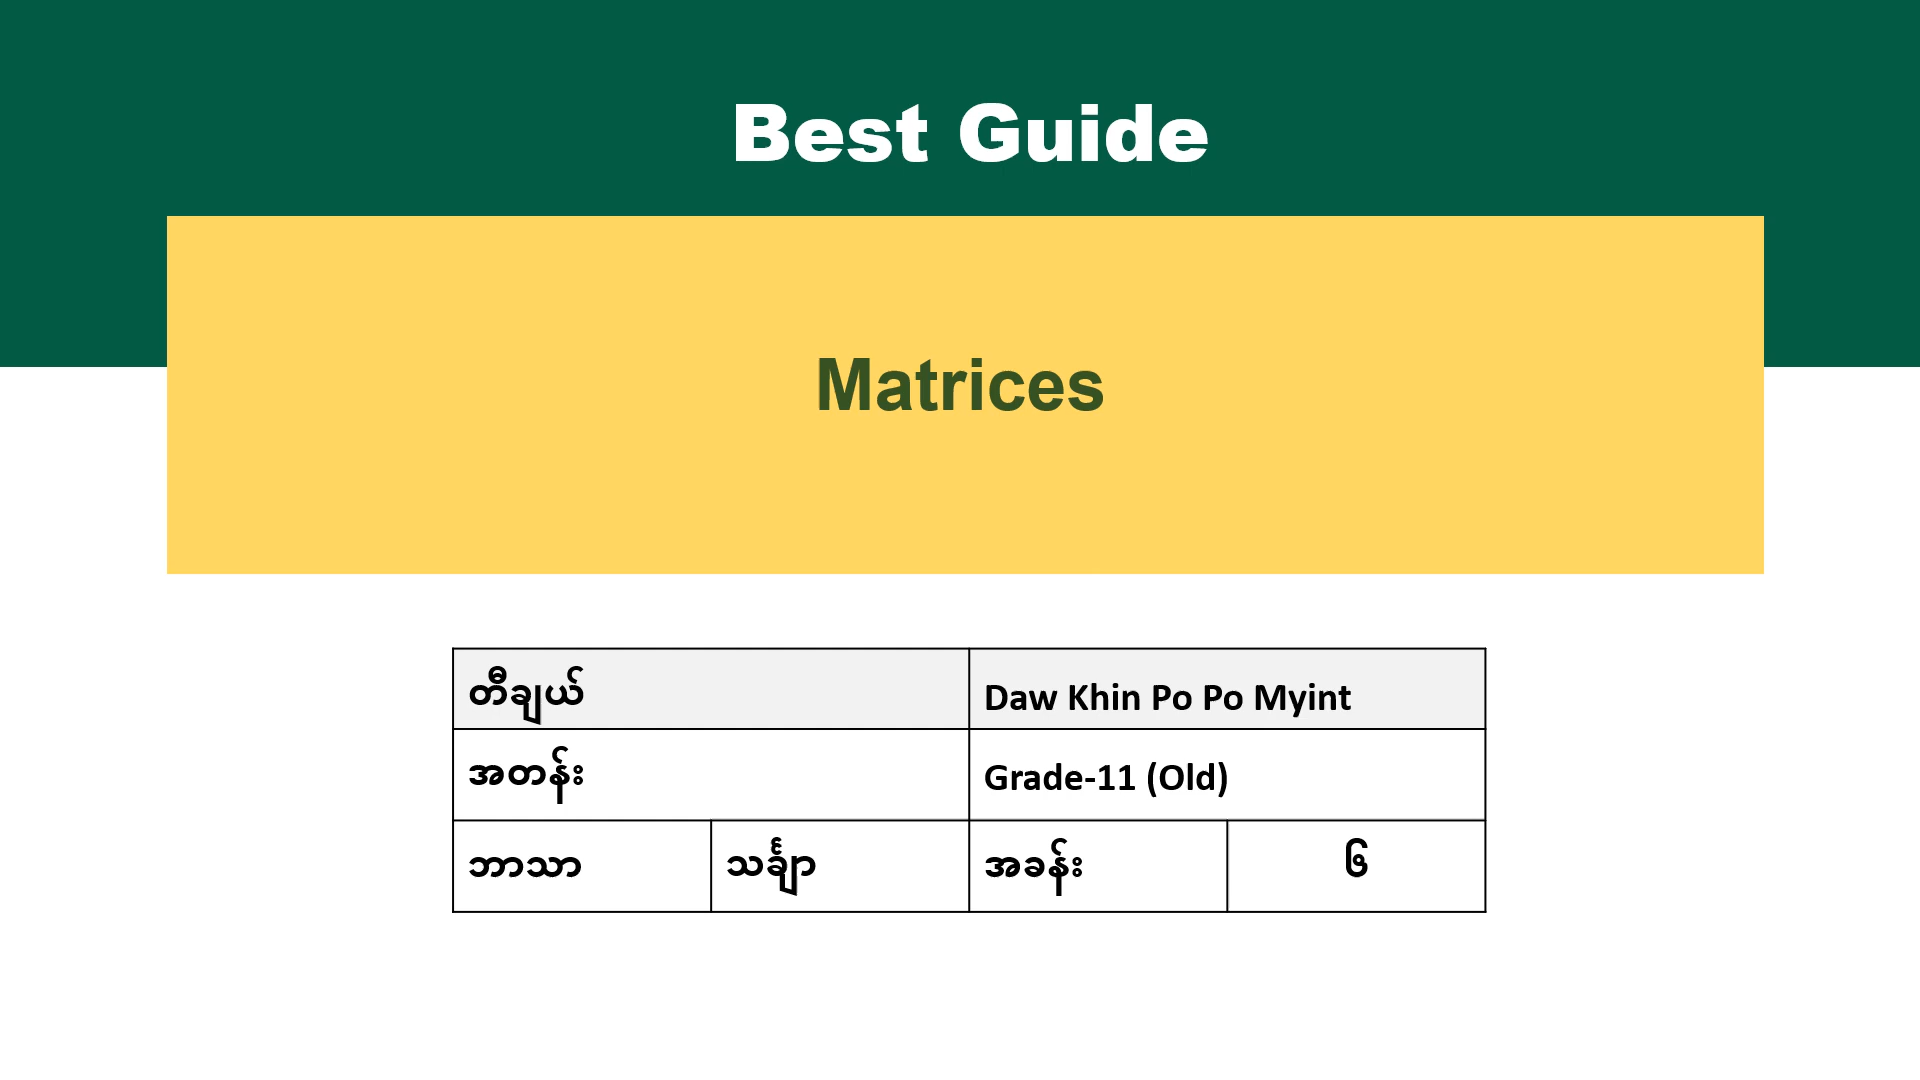 Best Guide
Matrices
တီချယ် Daw Khin Po Po Myint
အတန်း Grade-11 (Old)
ဘာသာ သင်္ချာ အခန်း ၆